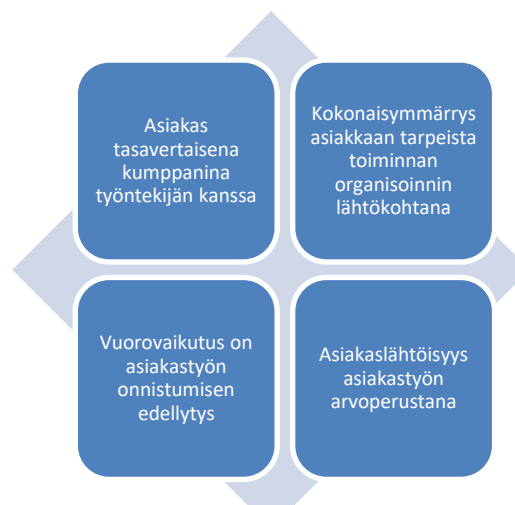 Asiakas
tasavertaisena
kumppanina
työntekijän kanssa
Kokonaisymmärrys
asiakkaan tarpeista
toiminnan
organisoinnin
lähtökohtana
Vuorovaikutus on
asiakastyön
onnistumisen
edellytys
Asiakaslähtöisyys
asiakastyön
arvoperustana